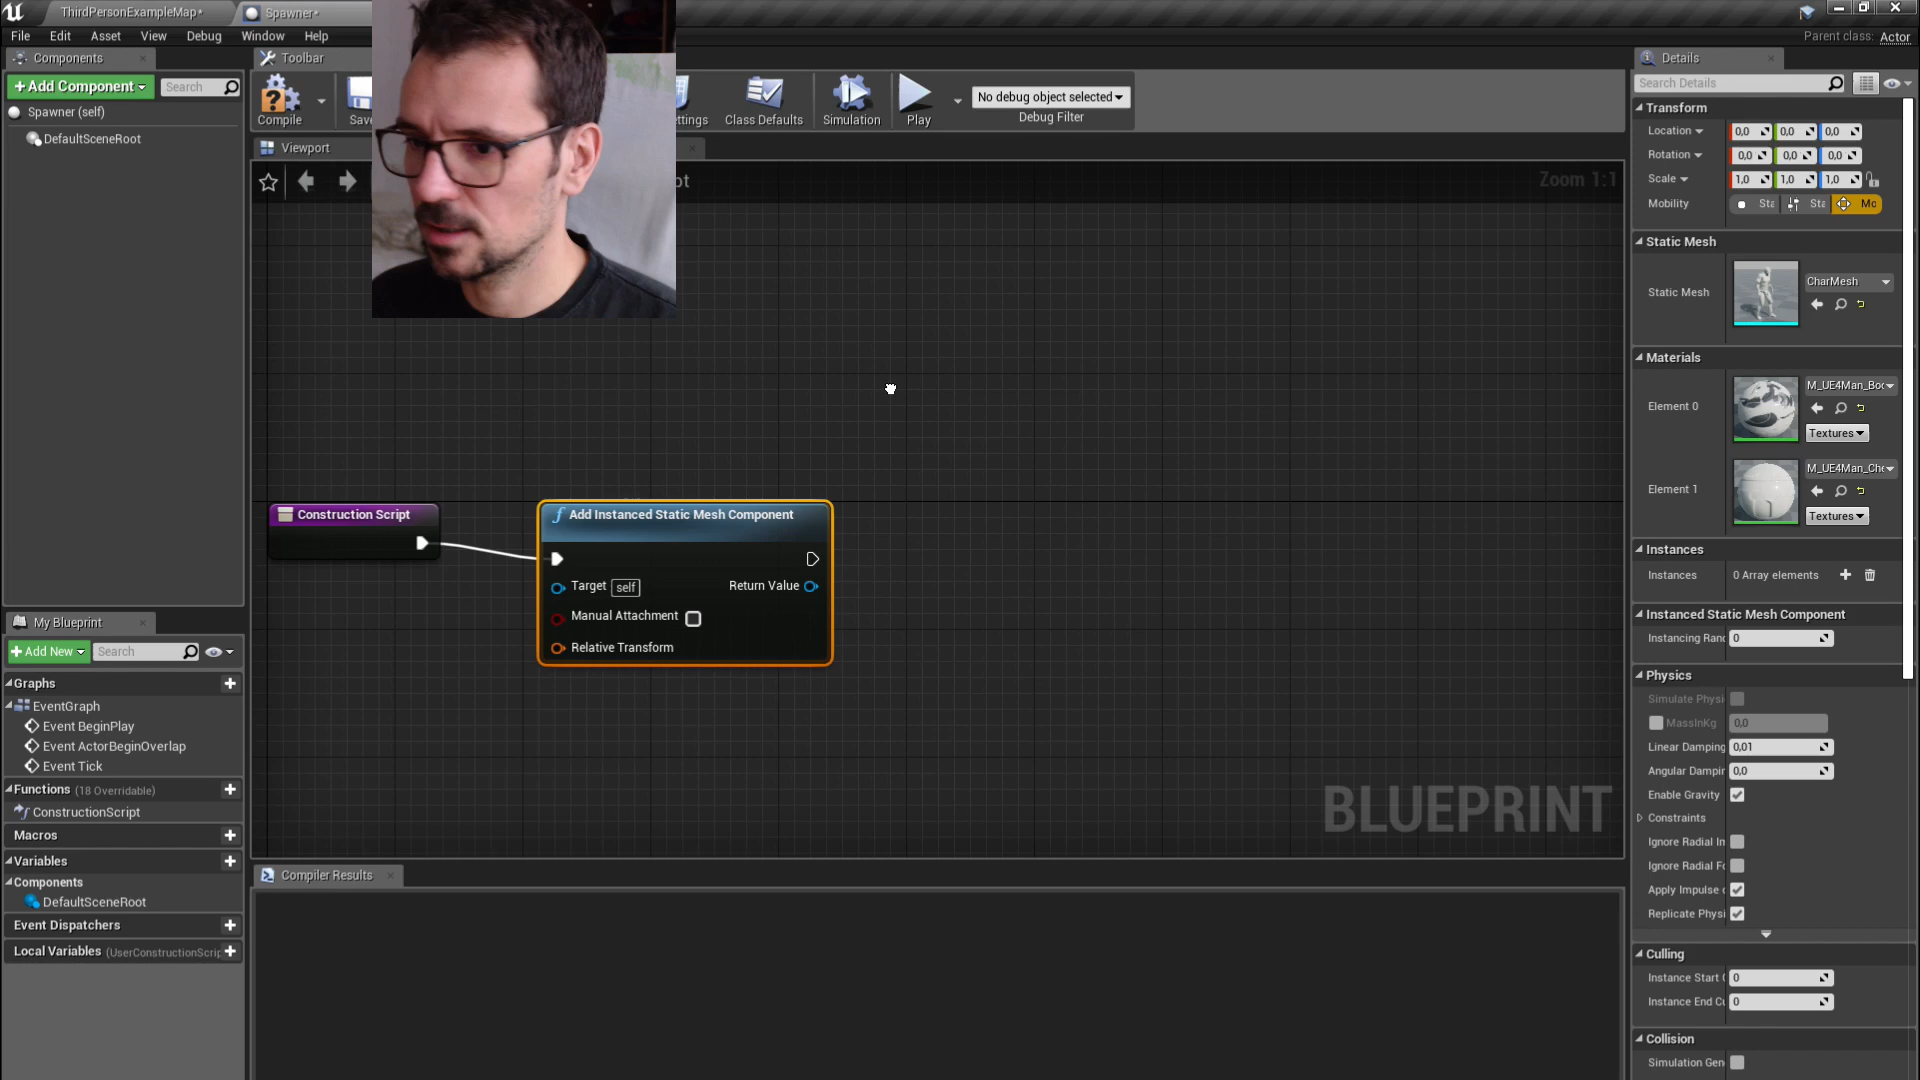 ThirdPersonExampleMap*
Spawner*
File Edit Asset View Debug Window Help
Parent class: Actor
Components
Add Component
Search
Spawner (self)
DefaultSceneRoot
Toolbar
Compile
Save
ettings
Class Defaults
Simulation
Play
No debug object selected
Debug Filter
Viewport
pt
Zoom 1:1
Construction Script
Add Instanced Static Mesh Component
Target self
Return Value
Manual Attachment
Relative Transform
BLUEPRINT
Compiler Results
My Blueprint
Add New
Search
Graphs
EventGraph
Event BeginPlay
Event ActorBeginOverlap
Event Tick
Functions (18 Overridable)
ConstructionScript
Macros
Variables
Components
DefaultSceneRoot
Event Dispatchers
Local Variables (UserConstructionScrip
Details
Search Details
Transform
Location 0,0 0,0 0,0
Rotation 0,0 0,0 0,0
Scale 1,0 1,0 1,0
Mobility Sta Sta Mo
Static Mesh
Static Mesh
CharMesh
Materials
Element 0
M_UE4Man_Boc
Textures
Element 1
M_UE4Man_Che
Textures
Instances
Instances 0 Array elements
Instanced Static Mesh Component
Instancing Ranc 0
Physics
Simulate Physi
MassInKg 0,0
Linear Damping 0,01
Angular Dampir 0,0
Enable Gravity
Constraints
Ignore Radial In
Ignore Radial Fo
Apply Impulse o
Replicate Physi
Culling
Instance Start C 0
Instance End Cu 0
Collision
Simulation Gen